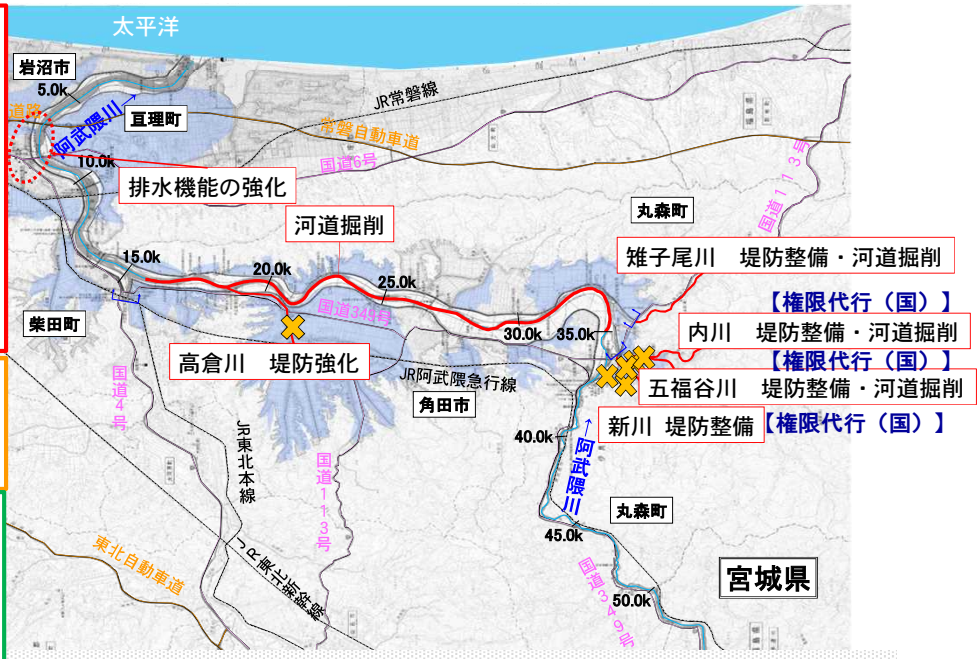 太平洋
岩沼市
5.0k
道路
阿武隈川→
亘理町
JR常磐線
常磐自動車道
国道6号
10.0k
排水機能の強化
国道113号
丸森町
河道掘削
雉子尾川 堤防整備・河道掘削
15.0k
20.0k
25.0k
【権限代行(国)】
国道349号
30.0k
35.0k
柴田町
内川 堤防整備・河道掘削
高倉川 堤防強化
【権限代行(国)】
JR阿武隈急行線
五福谷川 堤防整備・河道掘削
国道4号
角田市
新川 堤防整備
【権限代行(国)】
JR東北本線
40.0k
阿武隈川→
国道113号
丸森町
45.0k
東北自動車道
JR東北新幹線
宮城県
国道349号
50.0k